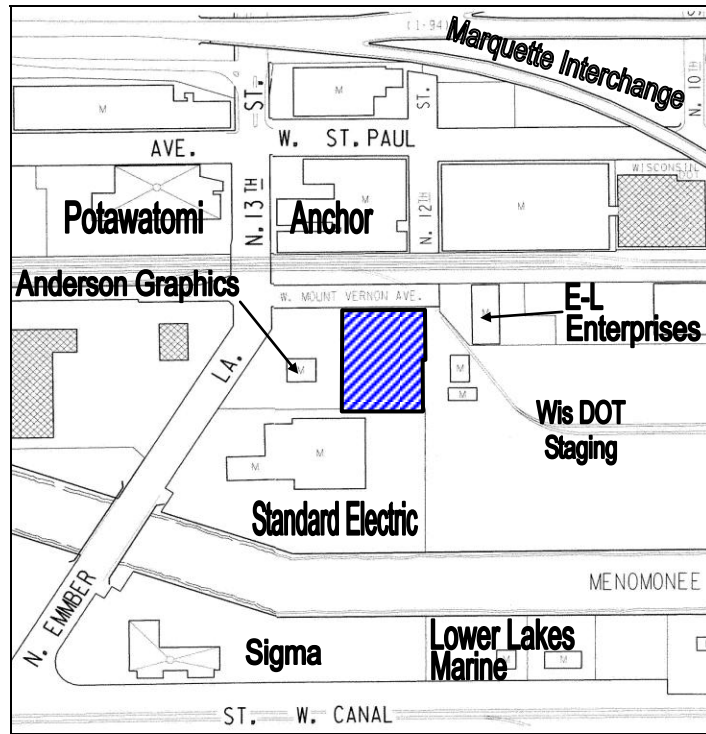 (I-94)
Marquette Interchange
N. 10TH
M
M
ST.
ST.
AVE.
W. ST. PAUL
WISCONSIN
DOT
M
M
Potawatomi
N. 13TH
Anchor
N. 12TH
Anderson Graphics
W. MOUNT VERNON AVE.
M
E-L
Enterprises
LA.
M
M
M
Wis DOT
Staging
M
M
Standard Electric
MENOMONEE
N. EMMBER
Sigma
M
Lower Lakes
Marine
M
M
ST. W. CANAL